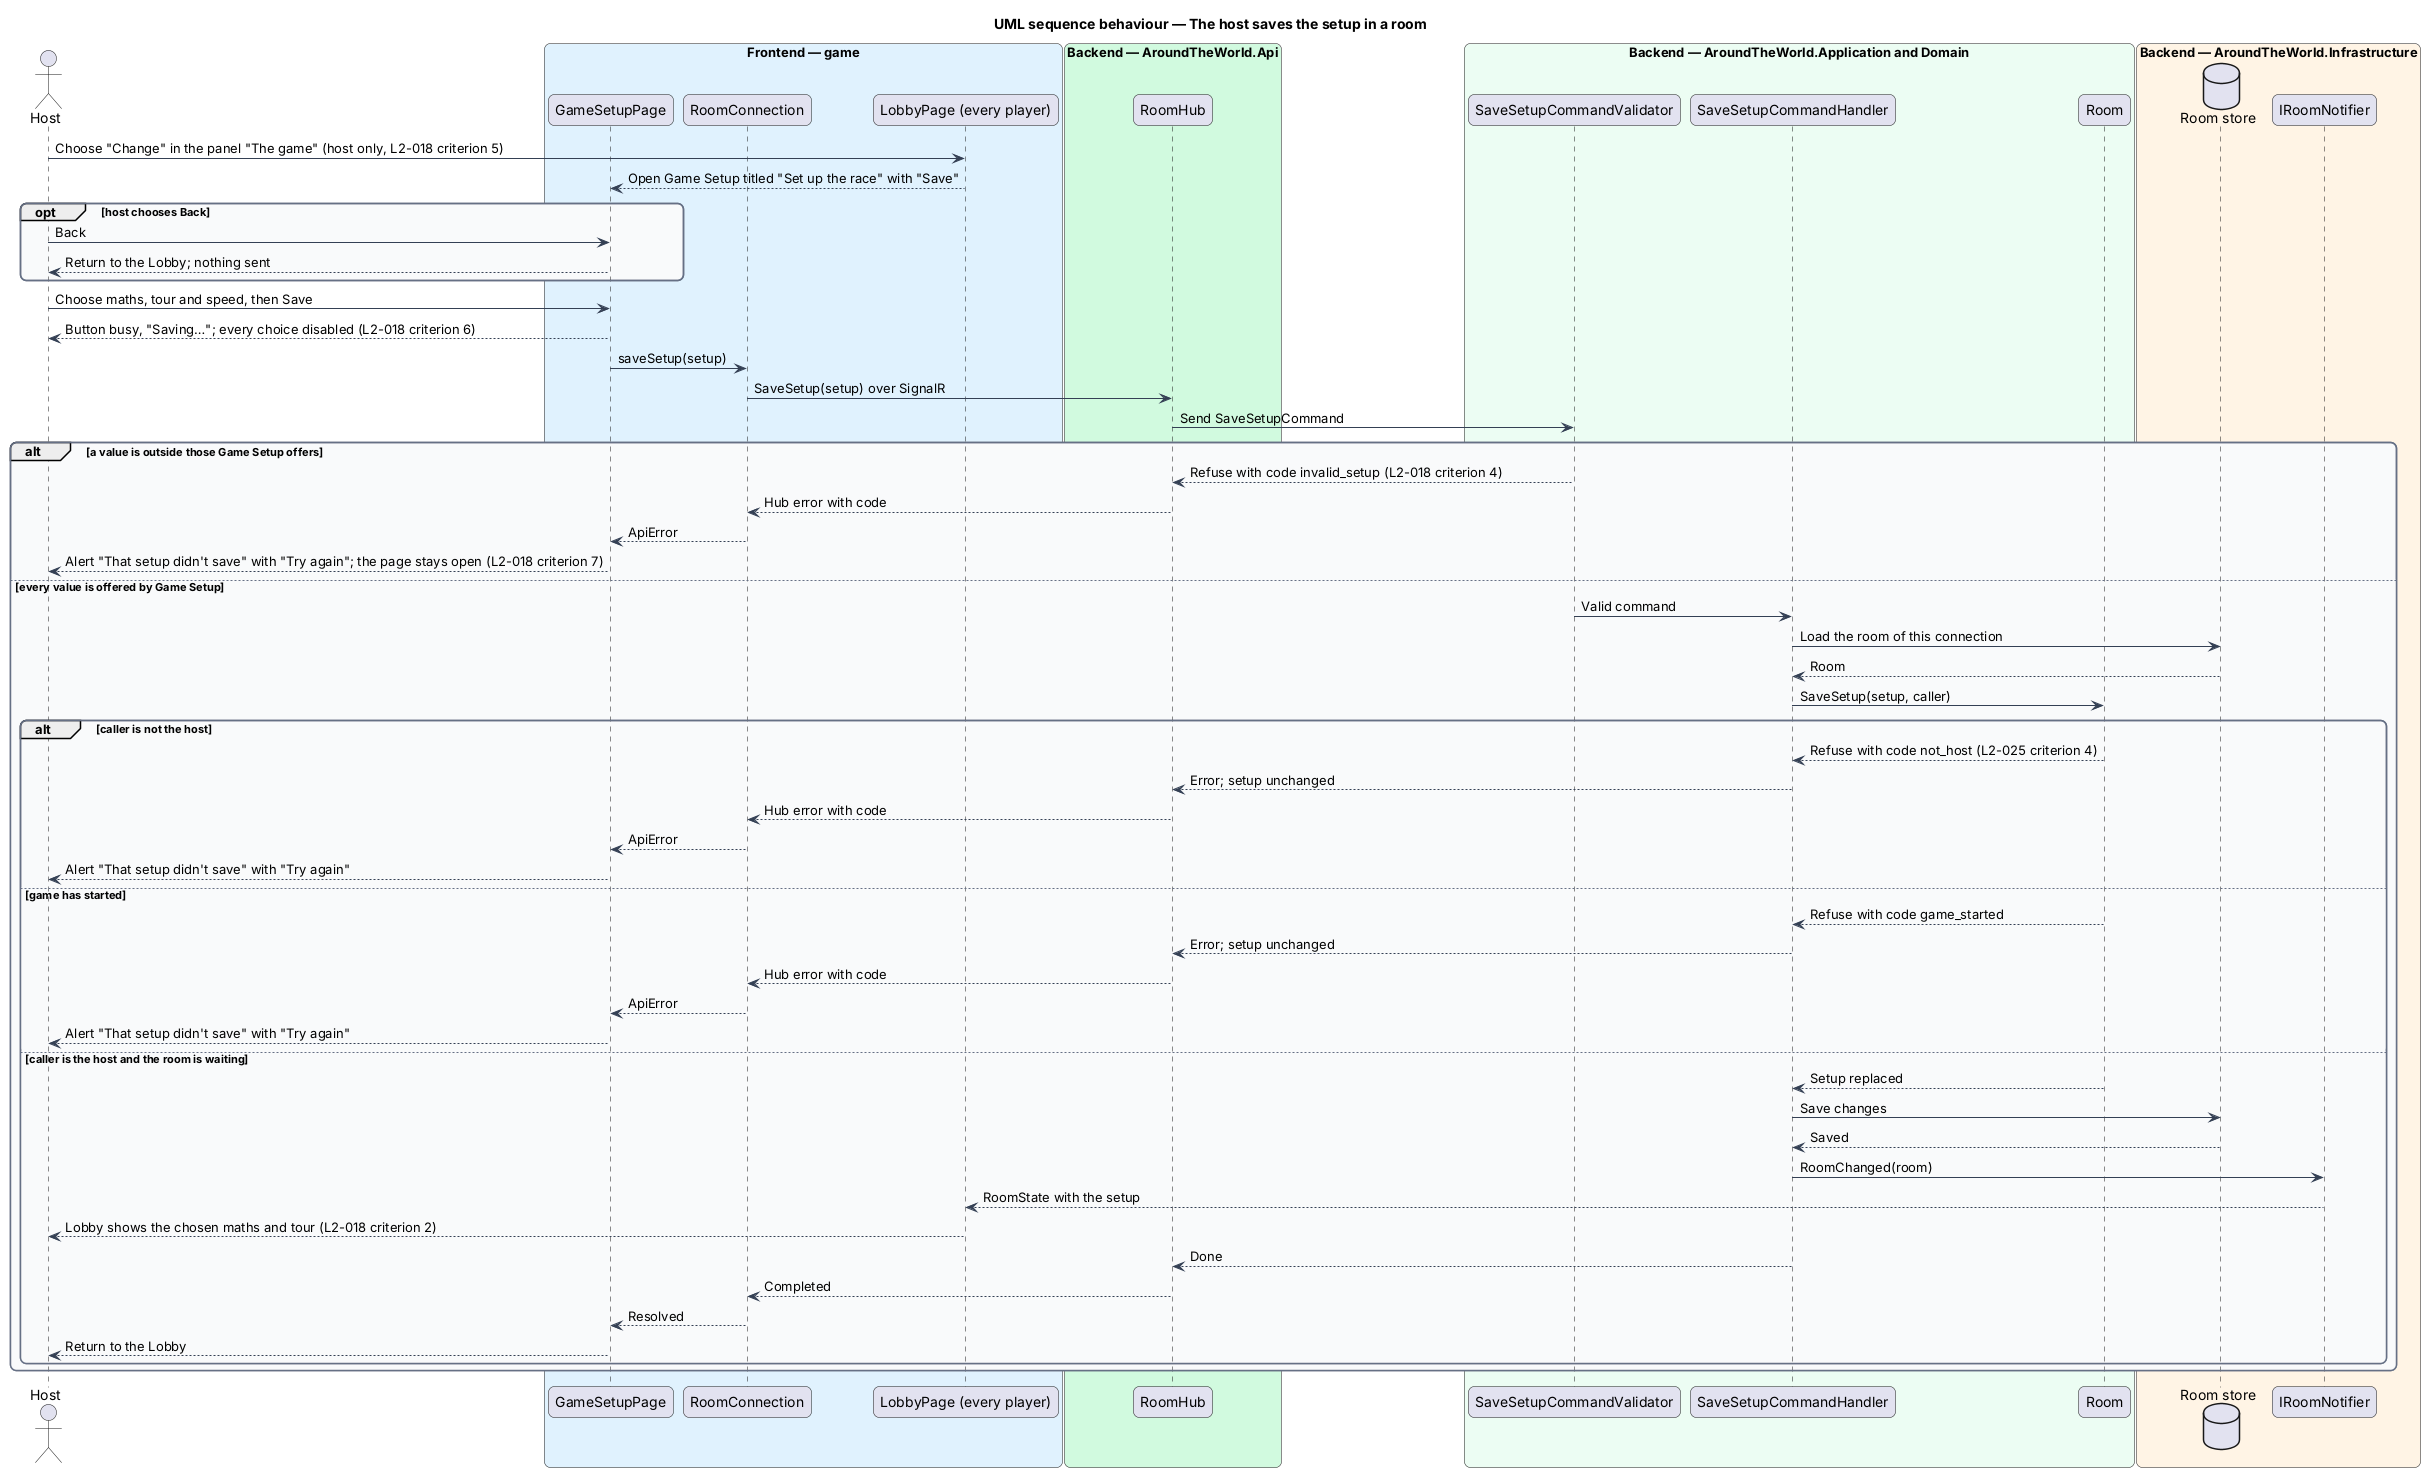 UML sequence behaviour — The host saves the setup in a room
Frontend — game
Backend — AroundTheWorld.Api
Backend — AroundTheWorld.Application and Domain
Backend — AroundTheWorld.Infrastructure
Host
GameSetupPage
RoomConnection
LobbyPage (every player)
RoomHub
SaveSetupCommandValidator
SaveSetupCommandHandler
Room
Room store
IRoomNotifier
Choose "Change" in the panel "The game" (host only, L2-018 criterion 5)
Open Game Setup titled "Set up the race" with "Save"
opt
[host chooses Back]
Back
Return to the Lobby; nothing sent
Choose maths, tour and speed, then Save
Button busy, "Saving…"; every choice disabled (L2-018 criterion 6)
saveSetup(setup)
SaveSetup(setup) over SignalR
Send SaveSetupCommand
alt
[a value is outside those Game Setup offers]
Refuse with code invalid_setup (L2-018 criterion 4)
Hub error with code
ApiError
Alert "That setup didn't save" with "Try again"; the page stays open (L2-018 criterion 7)
[every value is offered by Game Setup]
Valid command
Load the room of this connection
Room
SaveSetup(setup, caller)
alt
[caller is not the host]
Refuse with code not_host (L2-025 criterion 4)
Error; setup unchanged
Hub error with code
ApiError
Alert "That setup didn't save" with "Try again"
[game has started]
Refuse with code game_started
Error; setup unchanged
Hub error with code
ApiError
Alert "That setup didn't save" with "Try again"
[caller is the host and the room is waiting]
Setup replaced
Save changes
Saved
RoomChanged(room)
RoomState with the setup
Lobby shows the chosen maths and tour (L2-018 criterion 2)
Done
Completed
Resolved
Return to the Lobby
Host
GameSetupPage
RoomConnection
LobbyPage (every player)
RoomHub
SaveSetupCommandValidator
SaveSetupCommandHandler
Room
Room store
IRoomNotifier